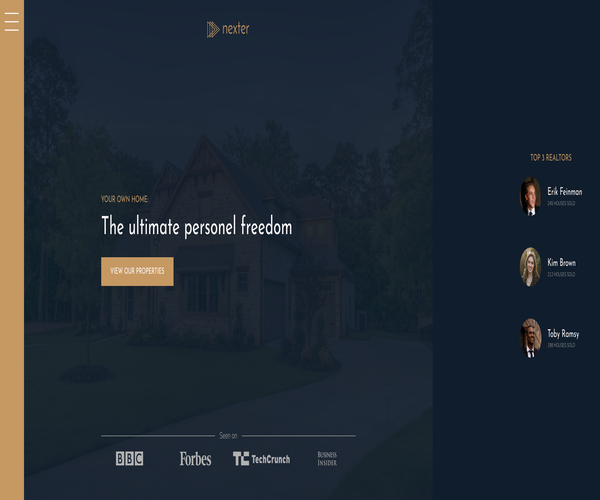 nexter
YOUR OWN HOME:
The ultimate personel freedom
VIEW OUR PROPERTIES
Seen on
BBC
Forbes
TC TechCrunch
BUSINESS
INSIDER
TOP 3 REALTORS
Erik Feinman
245 HOUSES SOLD
Kim Brown
212 HOUSES SOLD
Toby Ramsy
198 HOUSES SOLD